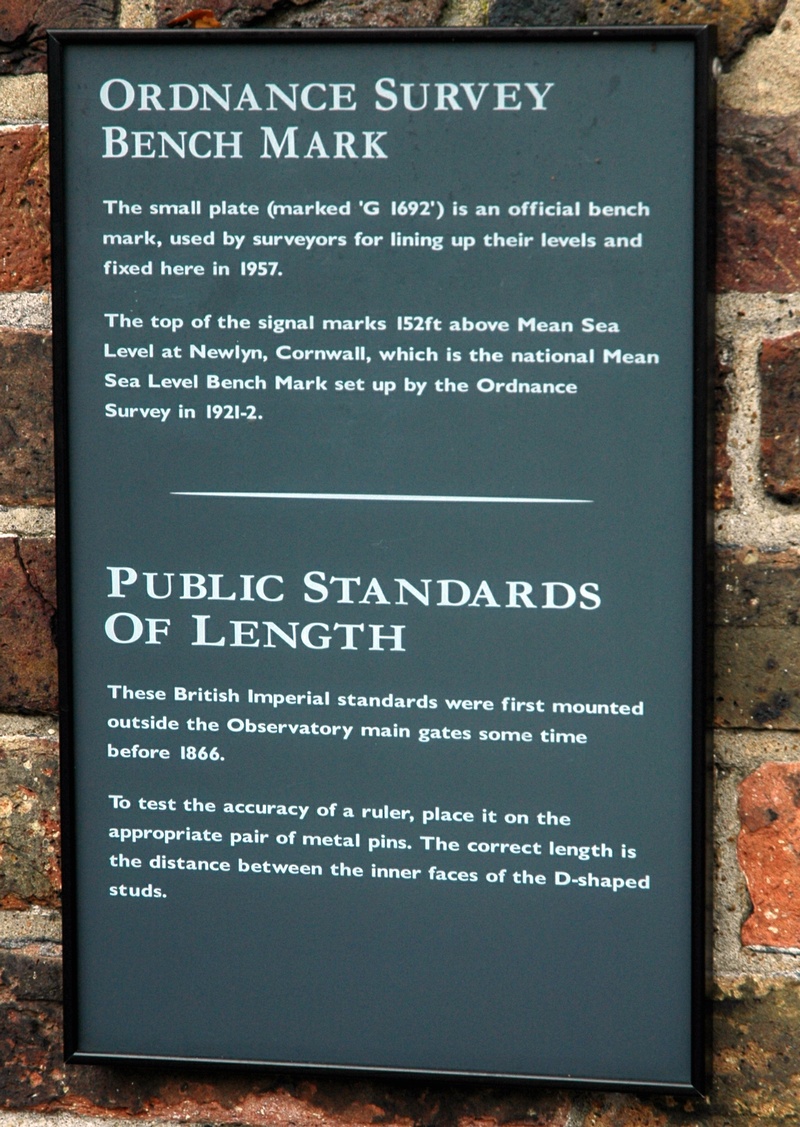 ORDNANCE SURVEY
BENCH MARK
The small plate (marked 'G 1692') is an official bench
mark, used by surveyors for lining up their levels and
fixed here in 1957.
The top of the signal marks 152ft above Mean Sea
Level at Newlyn, Cornwall, which is the national Mean
Sea Level Bench Mark set up by the Ordnance
Survey in 1921-2.
PUBLIC STANDARDS
OF LENGTH
These British Imperial standards were first mounted
outside the Observatory main gates some time
before 1866.
To test the accuracy of a ruler, place it on the
appropriate pair of metal pins. The correct length is
the distance between the inner faces of the D-shaped
studs.